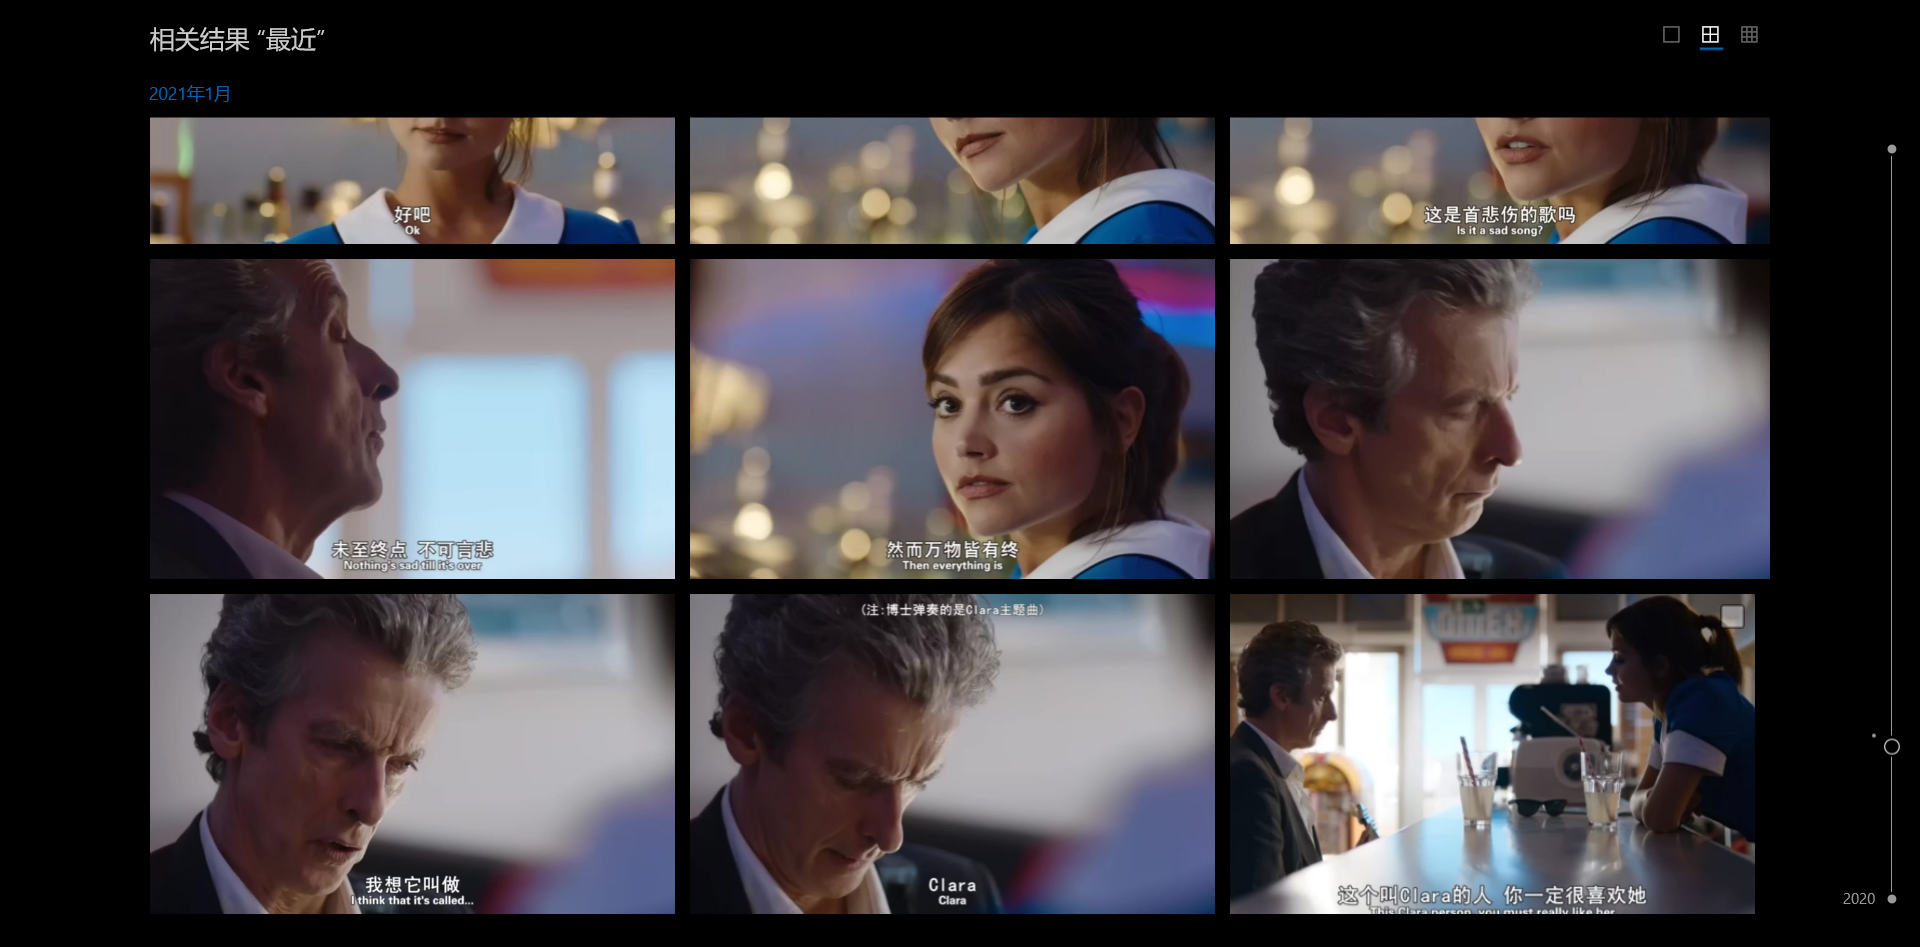 相关结果 “最近”
2021年1月
好吧
Ok
这是首悲伤的歌吗
Is it a sad song?
未至终点 不可言悲
Nothing's sad till it's over
然而万物皆有终
Then everything is
我想它叫做
I think that it's called...
(注:博士弹奏的是Clara主题曲)
Clara
Clara
这个叫Clara的人 你一定很喜欢她
This Clara person, you must really like her
2020